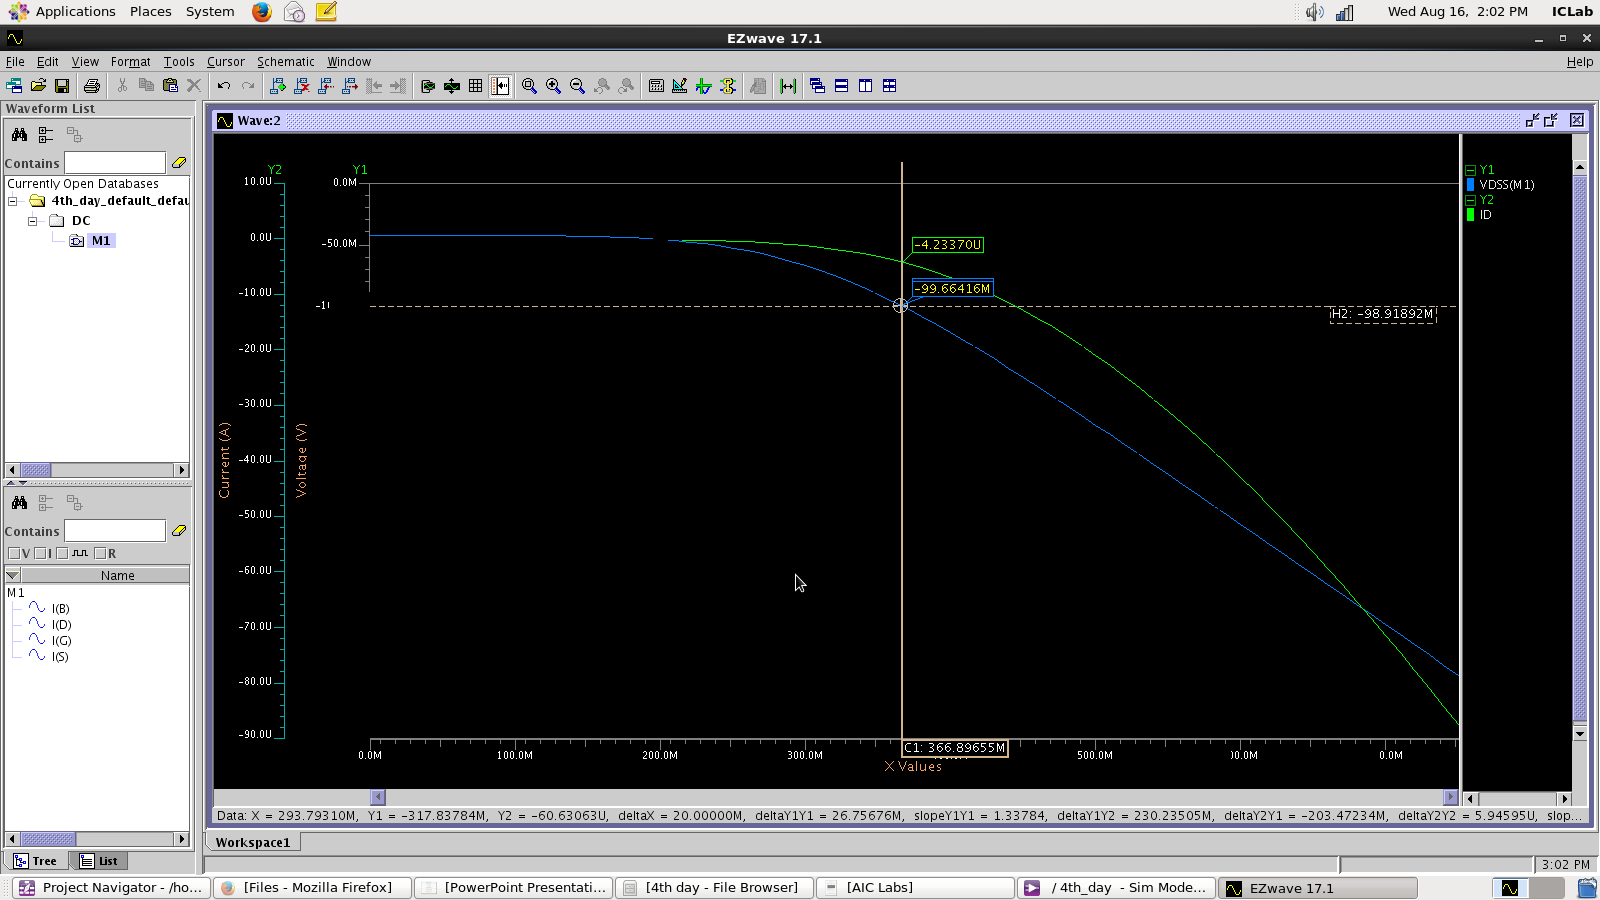 Applications Places System Wed Aug 16, 2:02 PM ICLab
EZwave 17.1
File Edit View Format Tools Cursor Schematic Window Help
Waveform List
Contains
Currently Open Databases
4th_day_default_defau
DC
M1
Contains
V I R
Name
M1
I(B)
I(D)
I(G)
I(S)
Tree List
Wave:2
Y2 Y1
10.0U
0.0U
-10.0U
-20.0U
-30.0U
-40.0U
-50.0U
-60.0U
-70.0U
-80.0U
-90.0U
Current (A)
0.0M
-50.0M
Voltage (V)
-4.23370U
-99.66416M
H2: -98.91892M
0.0M 100.0M 200.0M 300.0M C1: 366.89655M 500.0M 0.0M
X Values
Y1
VDSS(M1)
Y2
ID
Data: X = 293.79310M, Y1 = -317.83784M, Y2 = -60.63063U, deltaX = 20.00000M, deltaY1Y1 = 26.75676M, slopeY1Y1 = 1.33784, deltaY1Y2 = 230.23505M, deltaY2Y1 = -203.47234M, deltaY2Y2 = 5.94595U, slop...
Workspace1
3:02 PM
Project Navigator - /ho... [Files - Mozilla Firefox] [PowerPoint Presentati... [4th day - File Browser] [AIC Labs] / 4th_day - Sim Mode... EZwave 17.1